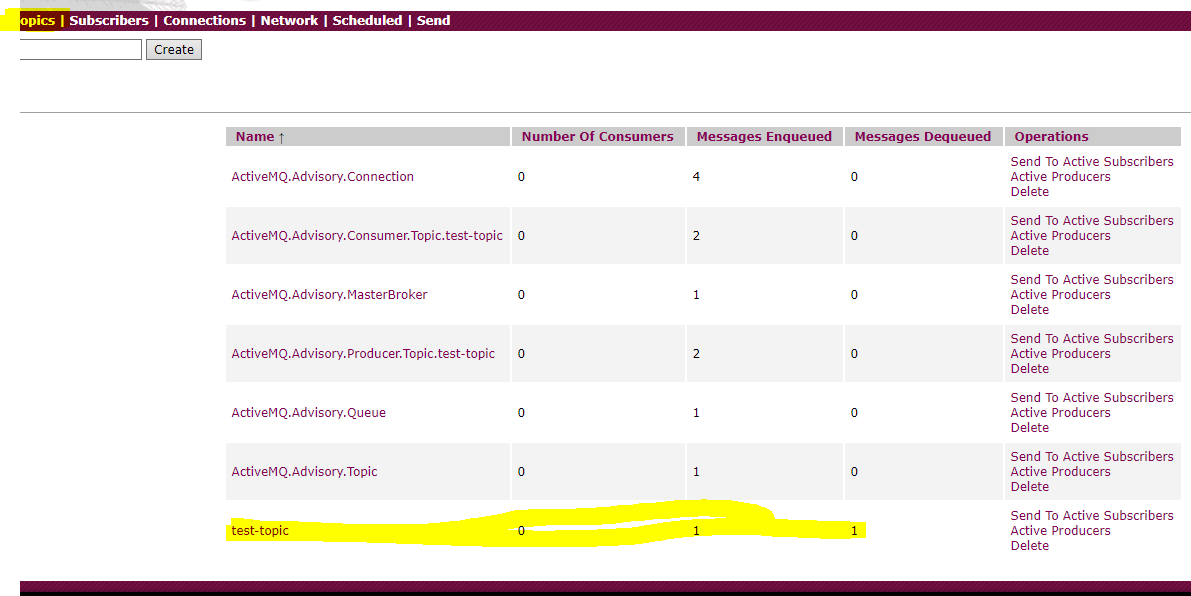 opics | Subscribers | Connections | Network | Scheduled | Send
Create
Name ↑ Number Of Consumers Messages Enqueued Messages Dequeued Operations
ActiveMQ.Advisory.Connection 0 4 0 Send To Active Subscribers
Active Producers
Delete
ActiveMQ.Advisory.Consumer.Topic.test-topic 0 2 0 Send To Active Subscribers
Active Producers
Delete
ActiveMQ.Advisory.MasterBroker 0 1 0 Send To Active Subscribers
Active Producers
Delete
ActiveMQ.Advisory.Producer.Topic.test-topic 0 2 0 Send To Active Subscribers
Active Producers
Delete
ActiveMQ.Advisory.Queue 0 1 0 Send To Active Subscribers
Active Producers
Delete
ActiveMQ.Advisory.Topic 0 1 0 Send To Active Subscribers
Active Producers
Delete
test-topic 0 1 1 Send To Active Subscribers
Active Producers
Delete